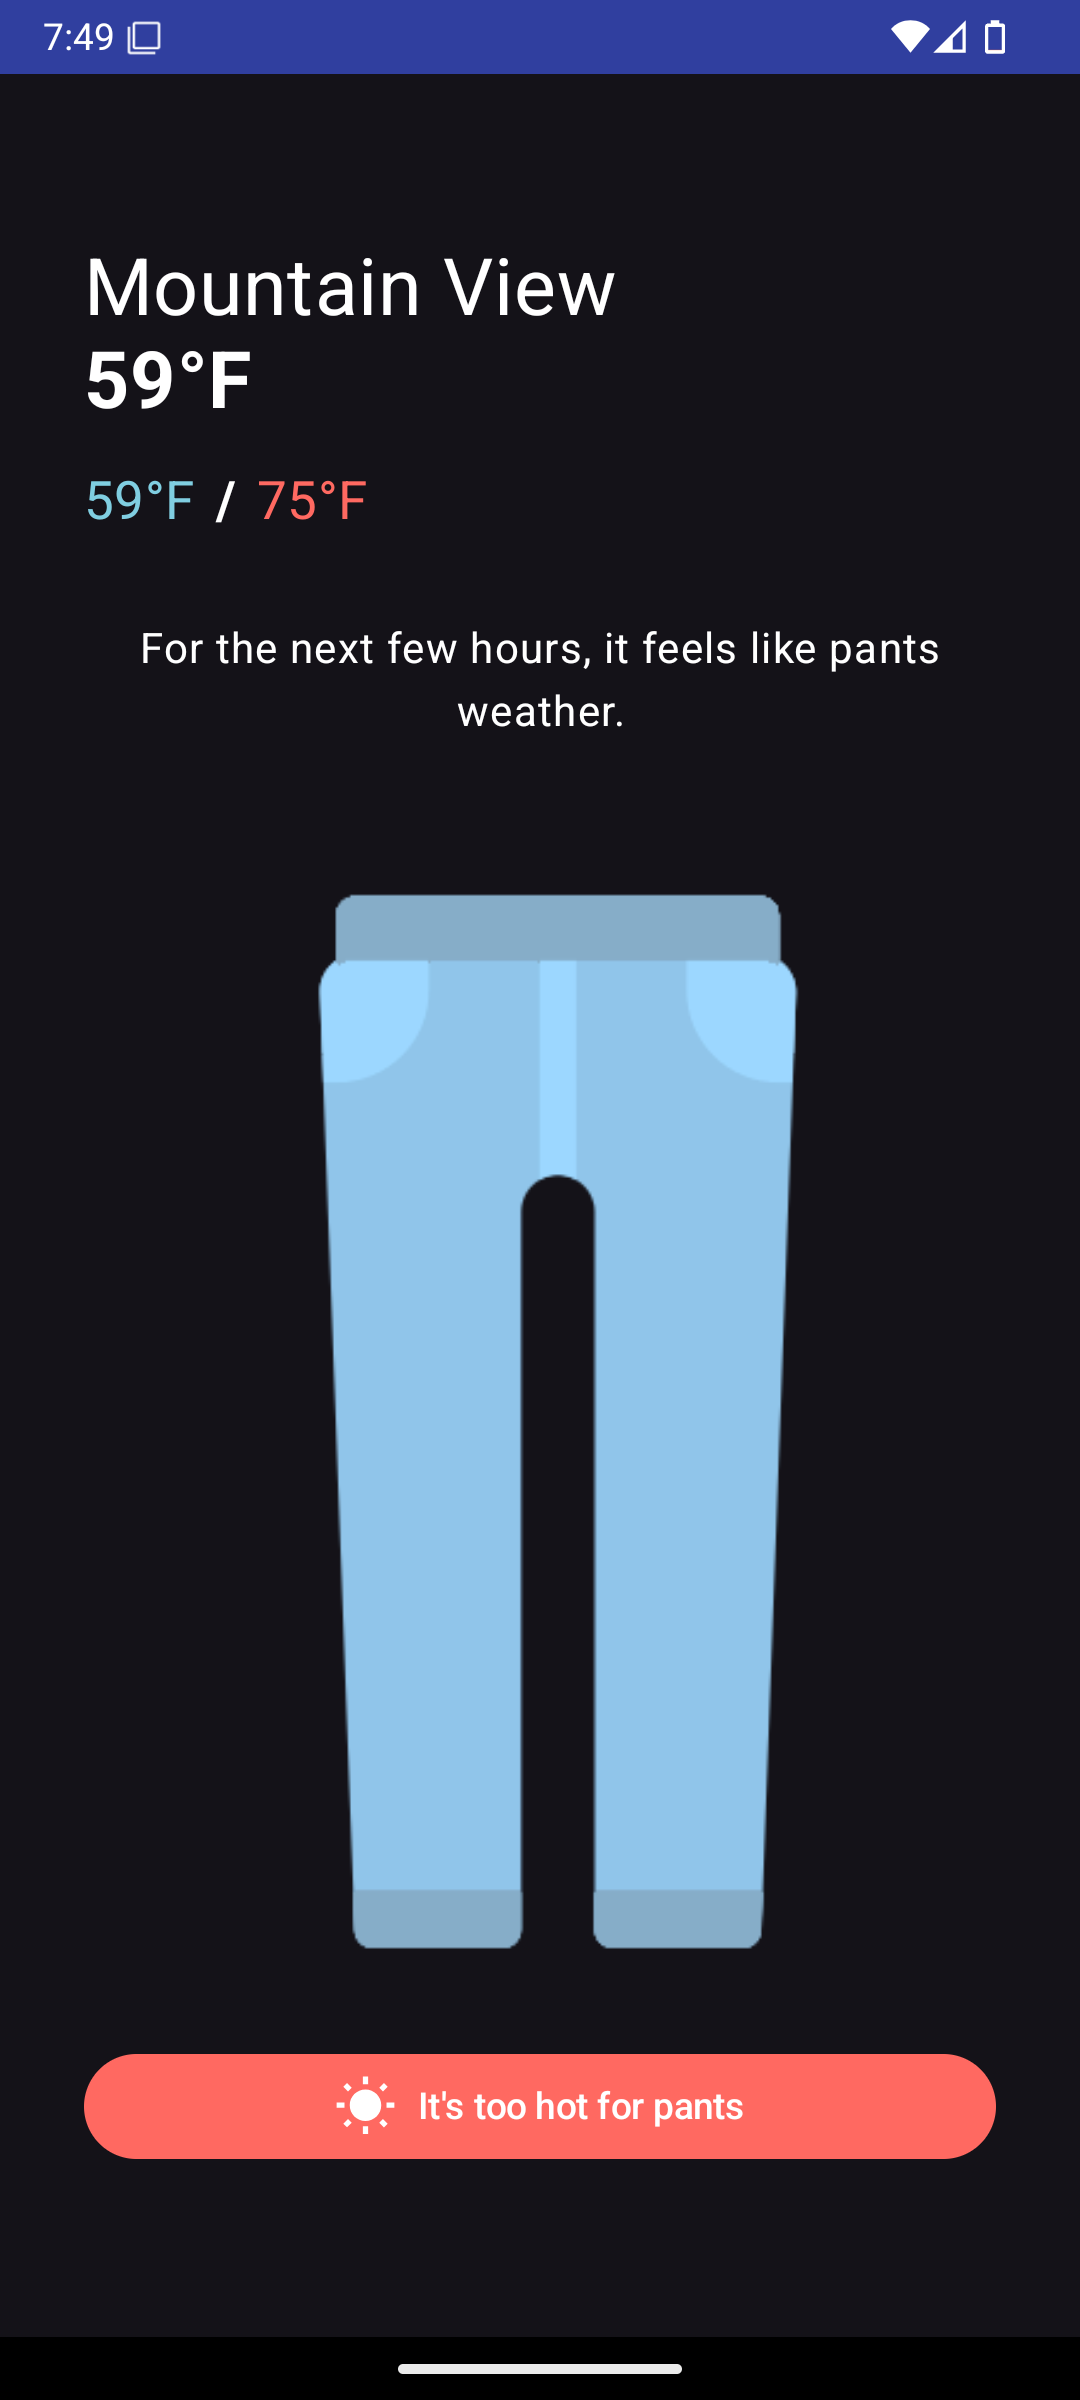 7:49
Mountain View
59°F
59°F / 75°F
For the next few hours, it feels like pants
weather.
It's too hot for pants